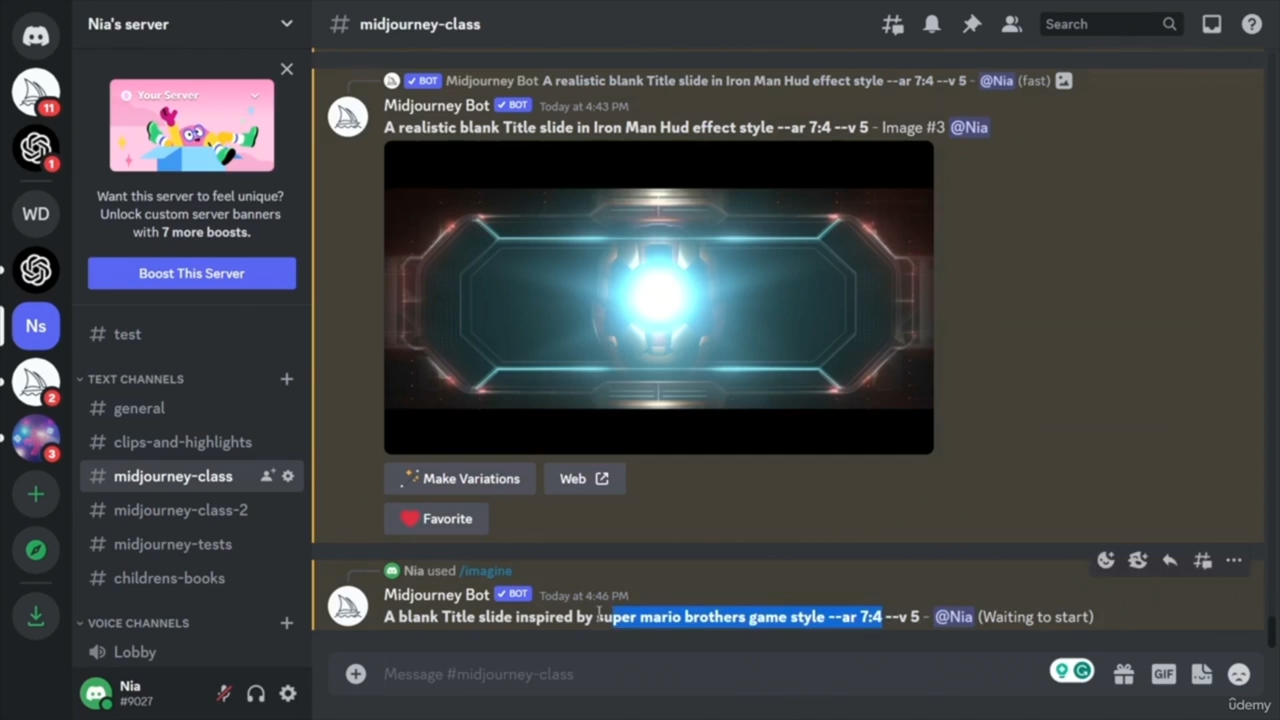 Nia's server
midjourney-class
Search
11
1
WD
Ns
2
3
Your Server
Want this server to feel unique?
Unlock custom server banners
with 7 more boosts.
Boost This Server
# test
TEXT CHANNELS
# general
# clips-and-highlights
# midjourney-class
# midjourney-class-2
# midjourney-tests
# childrens-books
VOICE CHANNELS
Lobby
Nia
#9027
BOT Midjourney Bot A realistic blank Title slide in Iron Man Hud effect style --ar 7:4 --v 5 - @Nia (fast)
Midjourney Bot BOT Today at 4:43 PM
A realistic blank Title slide in Iron Man Hud effect style --ar 7:4 --v 5 - Image #3 @Nia
Make Variations Web
Favorite
Nia used /imagine
Midjourney Bot BOT Today at 4:46 PM
A blank Title slide inspired by super mario brothers game style --ar 7:4 --v 5 - @Nia (Waiting to start)
Message #midjourney-class
GIF
ûdemy